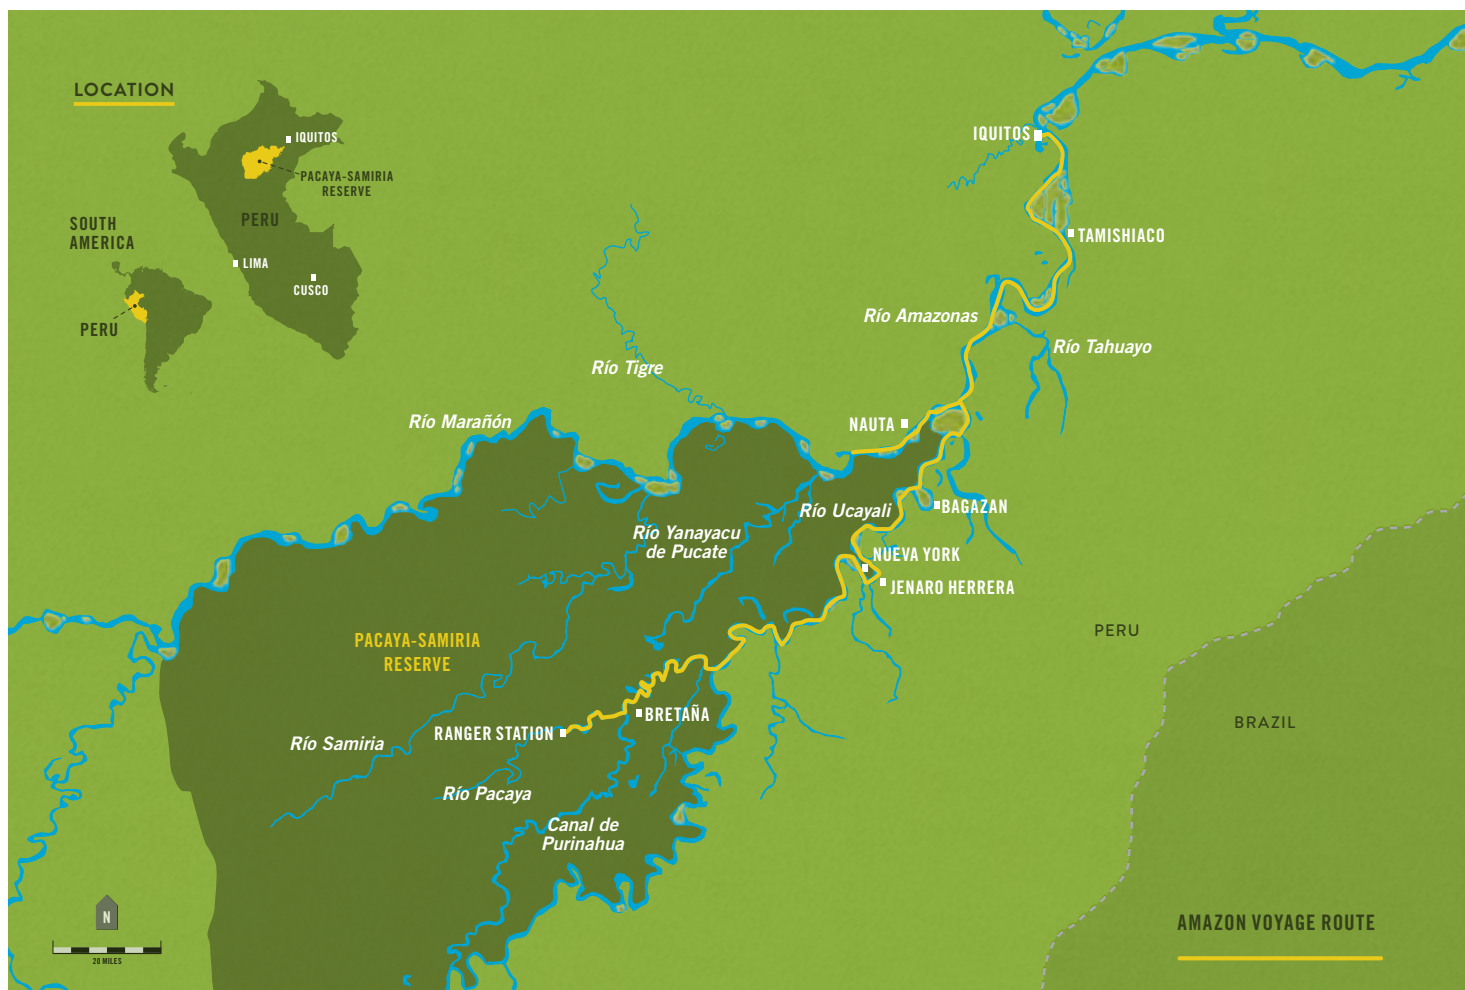 LOCATION
IQUITOS
PACAYA-SAMIRIA
RESERVE
PERU
SOUTH
AMERICA
LIMA
CUSCO
PERU
IQUITOS
TAMISHIACO
Río Amazonas
Río Tahuayo
Río Tigre
Río Marañón
NAUTA
BAGAZAN
Río Ucayali
Río Yanayacu
de Pucate
NUEVA YORK
JENARO HERRERA
PACAYA-SAMIRIA
RESERVE
PERU
BRETAÑA
RANGER STATION
BRAZIL
Río Samiria
Río Pacaya
Canal de
Purinahua
N
20 MILES
AMAZON VOYAGE ROUTE